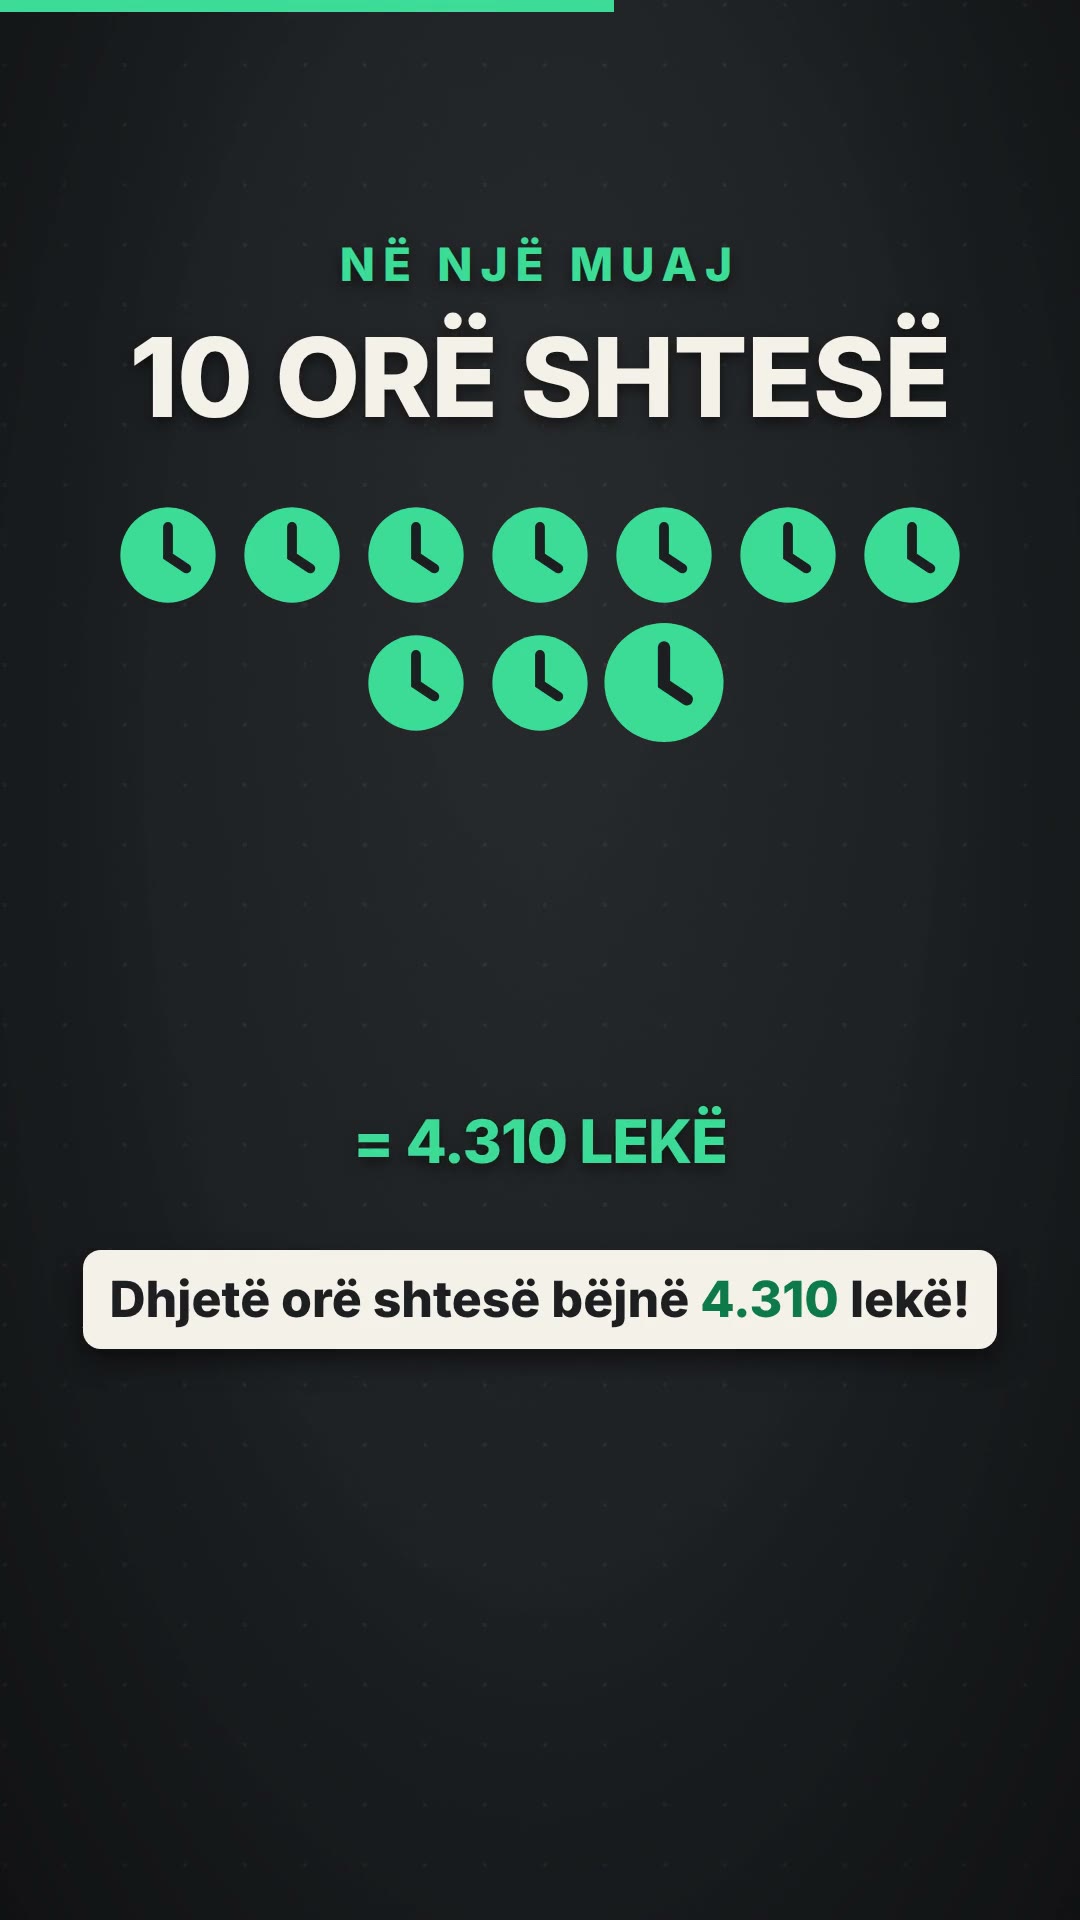 NË NJË MUAJ
10 ORË SHTESË
= 4.310 LEKË
Dhjetë orë shtesë bëjnë 4.310 lekë!